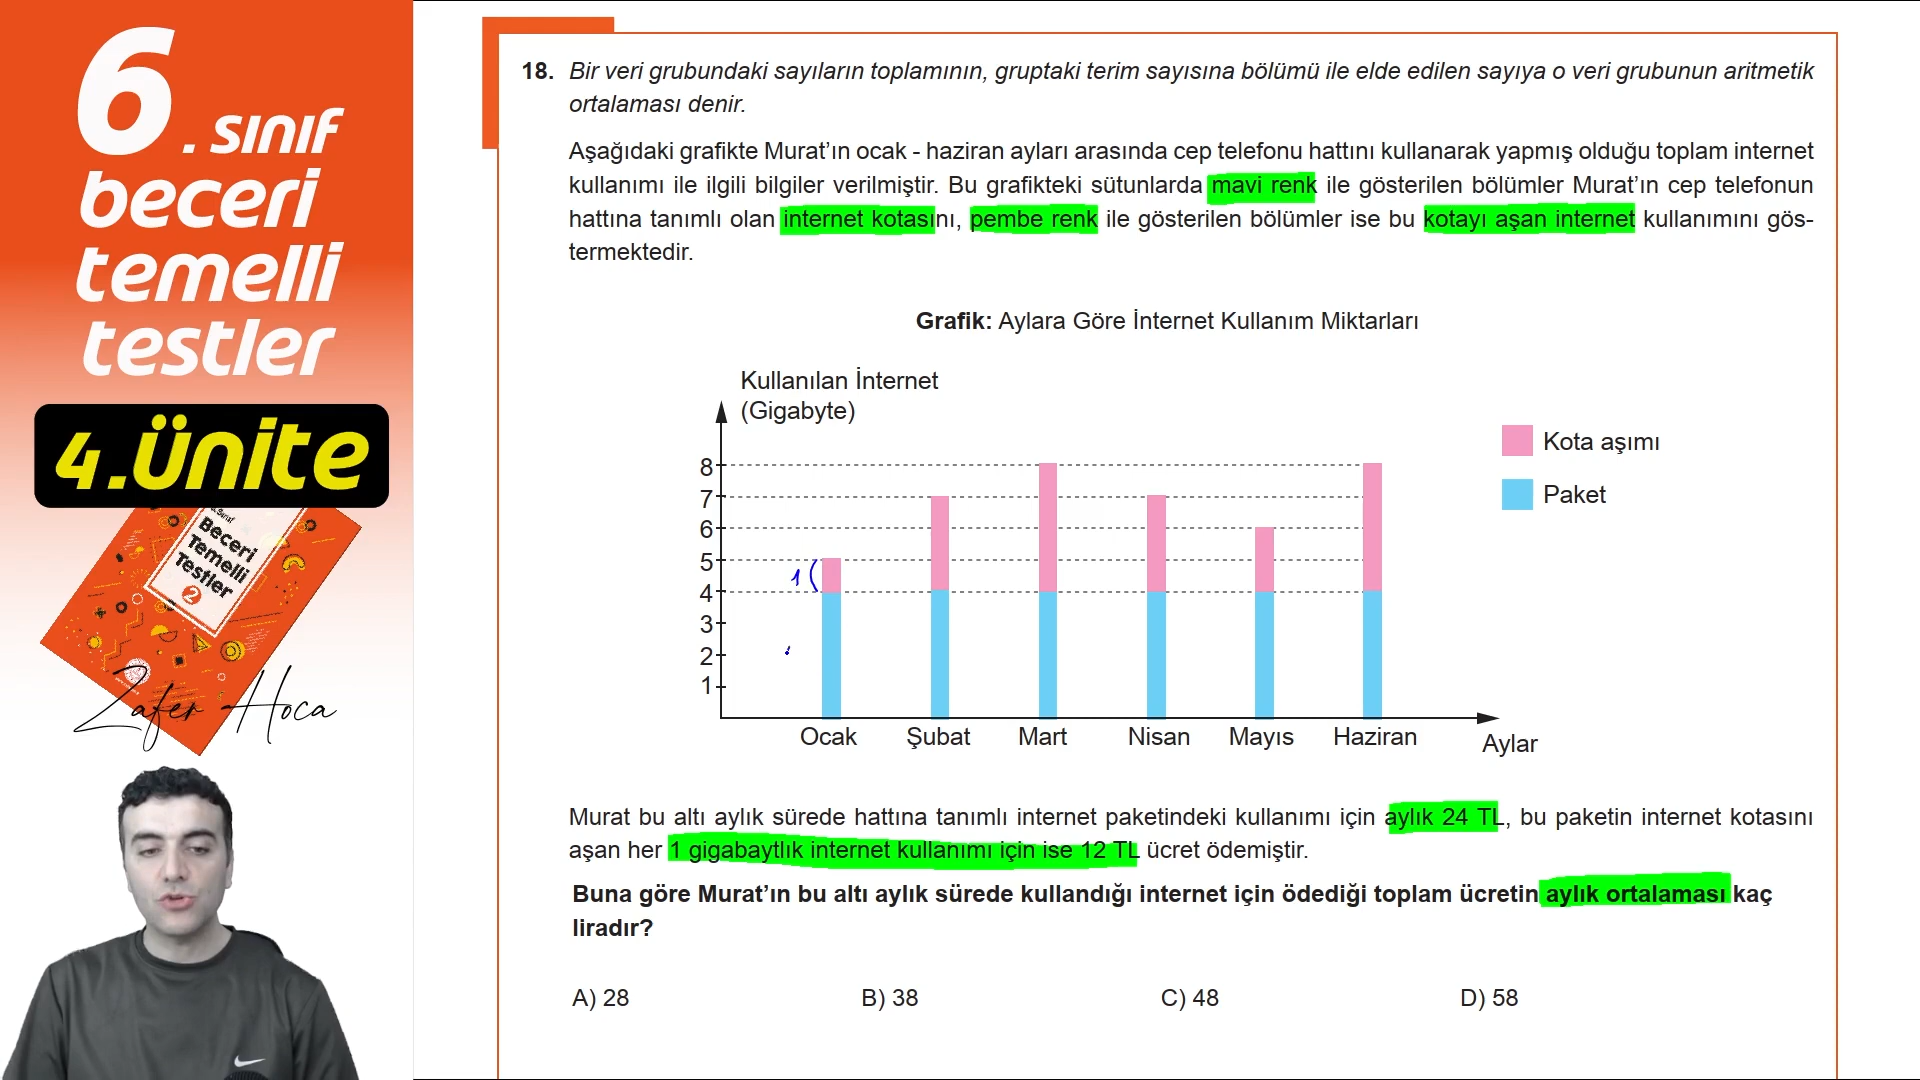 6. sınıf
beceri
temelli
testler
4.Ünite
Beceri
Temelli
Testler
2
Zafer Hoca
18. Bir veri grubundaki sayıların toplamının, gruptaki terim sayısına bölümü ile elde edilen sayıya o veri grubunun aritmetik
ortalaması denir.
Aşağıdaki grafikte Murat'ın ocak - haziran ayları arasında cep telefonu hattını kullanarak yapmış olduğu toplam internet
kullanımı ile ilgili bilgiler verilmiştir. Bu grafikteki sütunlarda mavi renk ile gösterilen bölümler Murat'ın cep telefonun
hattına tanımlı olan internet kotasını, pembe renk ile gösterilen bölümler ise bu kotayı aşan internet kullanımını gös-
termektedir.
Grafik: Aylara Göre İnternet Kullanım Miktarları
Kullanılan İnternet
(Gigabyte)
8
7
6
5
4
3
2
1
1
Ocak Şubat Mart Nisan Mayıs Haziran
Aylar
Kota aşımı
Paket
Murat bu altı aylık sürede hattına tanımlı internet paketindeki kullanımı için aylık 24 TL, bu paketin internet kotasını
aşan her 1 gigabaytlık internet kullanımı için ise 12 TL ücret ödemiştir.
Buna göre Murat'ın bu altı aylık sürede kullandığı internet için ödediği toplam ücretin aylık ortalaması kaç
liradır?
A) 28 B) 38 C) 48 D) 58